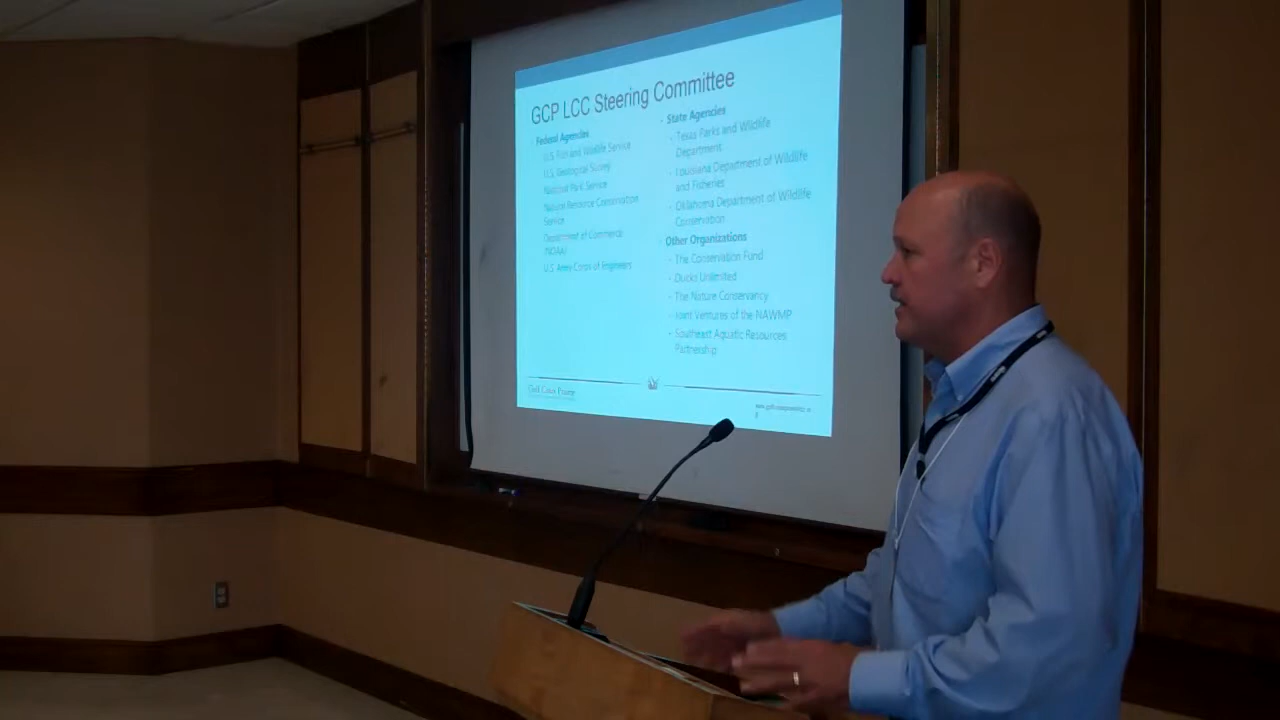 GCP LCC Steering Committee
Federal Agencies
U.S. Fish and Wildlife Service
U.S. Geological Survey
National Park Service
Natural Resource Conservation
Service
Department of Commerce
(NOAA)
U.S. Army Corps of Engineers
State Agencies
Texas Parks and Wildlife
Department
Louisiana Department of Wildlife
and Fisheries
Oklahoma Department of Wildlife
Conservation
Other Organizations
The Conservation Fund
Ducks Unlimited
The Nature Conservancy
Joint Ventures of the NAWMP
Southeast Aquatic Resources
Partnership
Gulf Coast Prairie